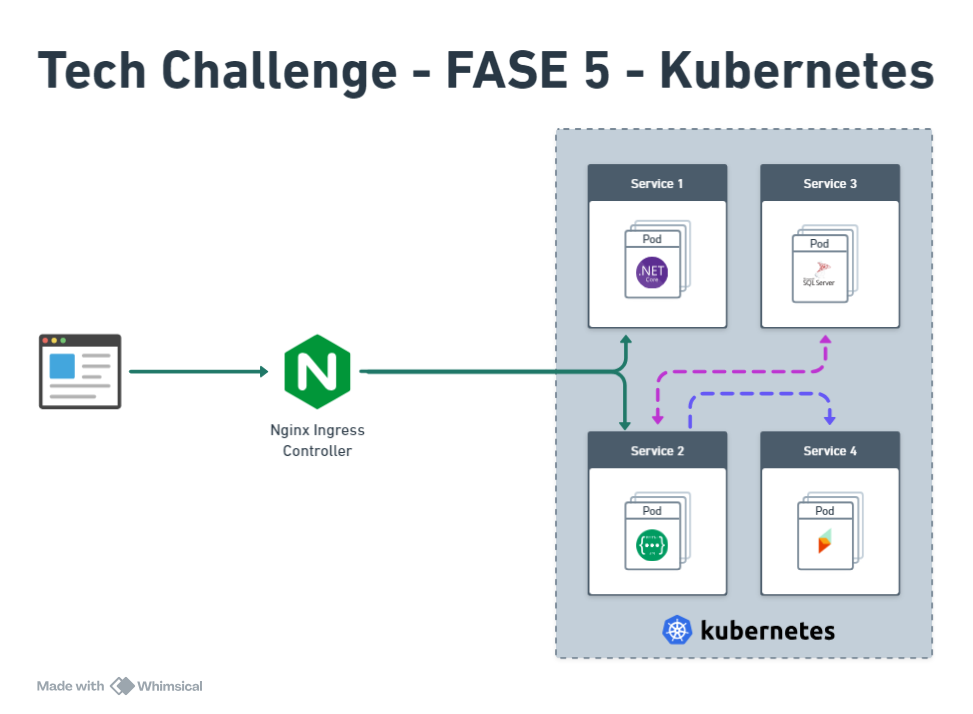 Tech Challenge - FASE 5 - Kubernetes
Service 1
Pod
.NET
Core
Service 3
Pod
SQL Server
Nginx Ingress
Controller
Service 2
Pod
{···}
Service 4
Pod
kubernetes
Made with Whimsical